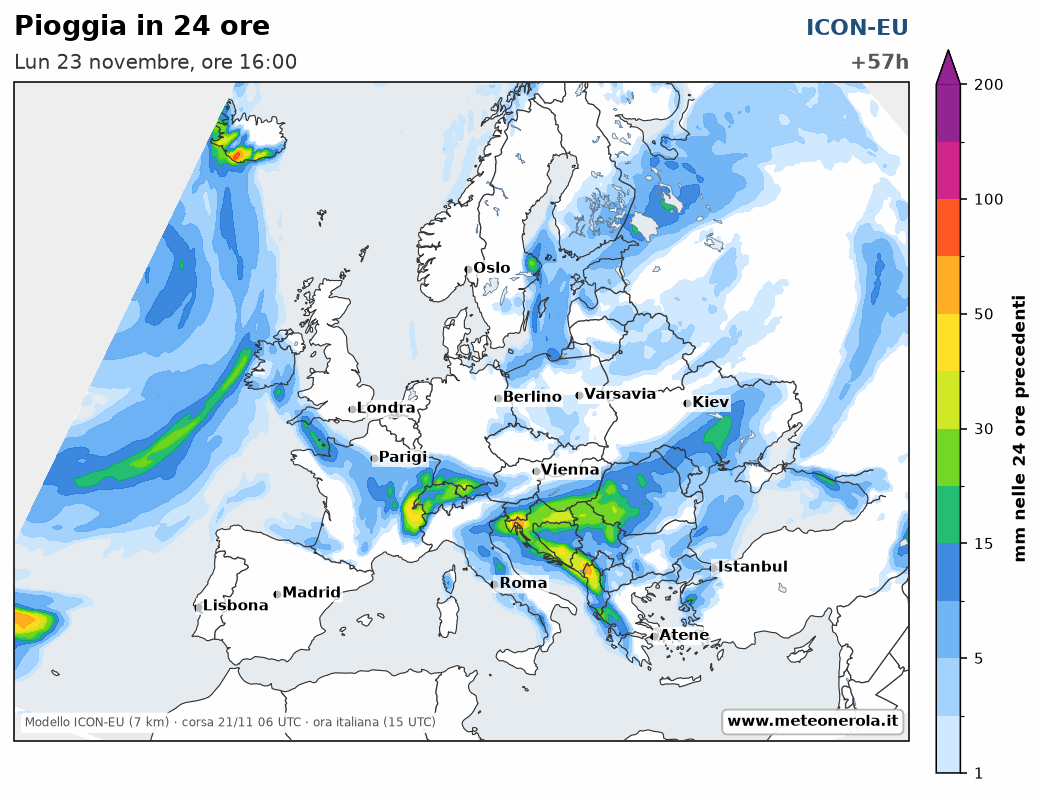 Pioggia in 24 ore
ICON-EU
Lun 23 novembre, ore 16:00
+57h
200
100
50
30
15
5
1
mm nelle 24 ore precedenti
Oslo
Berlino
Varsavia
Kiev
Londra
Parigi
Vienna
Istanbul
Roma
Madrid
Lisbona
Atene
Modello ICON-EU (7 km) · corsa 21/11 06 UTC · ora italiana (15 UTC)
www.meteonerola.it